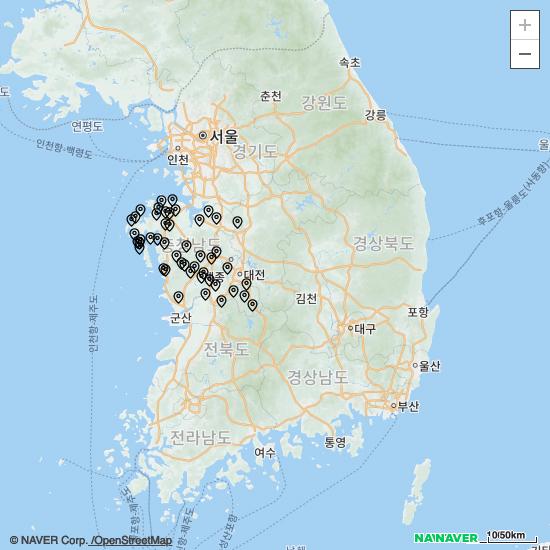 +
−
속초
춘천
강원도
강릉
연평도
서울
인천항-백령도
인천
경기도
울
후포항-울릉도(사동항)
경상북도
대전
김천
포항
군산
대구
인천항-제주도
전북도
울산
경상남도
부산
전라남도
통영
여수
© NAVER Corp. /OpenStreetMap
NAVER
10/50km